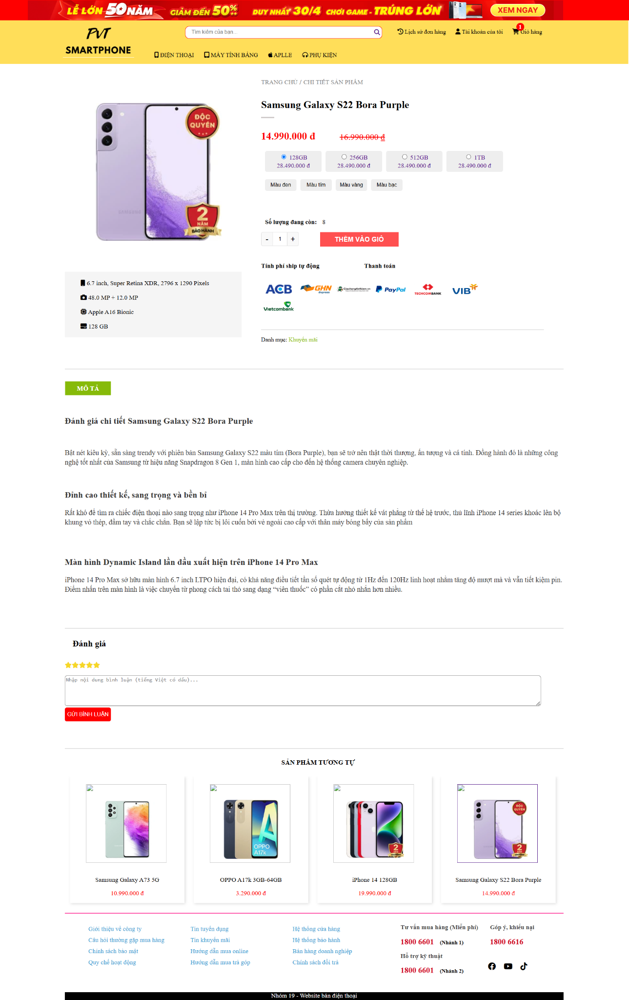 LỄ LỚN 50 NĂM GIẢM ĐẾN 50%++ DUY NHẤT 30/4 CHƠI GAME - TRÚNG LỚN XEM NGAY
PVT
SMARTPHONE
Tìm kiếm của bạn...
Lịch sử đơn hàng
Tài khoản của tôi
1
Giỏ hàng
ĐIỆN THOẠI
MÁY TÍNH BẢNG
APLLE
PHỤ KIỆN
TRANG CHỦ / CHI TIẾT SẢN PHẨM
Samsung Galaxy S22 Bora Purple
ĐỘC QUYỀN
SAMSUNG
2 NĂM BẢO HÀNH
14.990.000 đ 16.990.000 đ
128GB 256GB 512GB 1TB
28.490.000 đ 28.490.000 đ 28.490.000 đ 28.490.000 đ
Màu đen Màu tím Màu vàng Màu bạc
Số lượng đang còn: 8
- 1 + THÊM VÀO GIỎ
Tính phí ship tự động Thanh toán
ACB GHN Express Giaohangtietkiem.vn PayPal TECHCOMBANK VIB
Vietcombank
6.7 inch, Super Retina XDR, 2796 x 1290 Pixels
48.0 MP + 12.0 MP
Apple A16 Bionic
128 GB
Danh mục: Khuyến mãi
MÔ TẢ
Đánh giá chi tiết Samsung Galaxy S22 Bora Purple
Bật nét kiêu kỳ, sẵn sàng trendy với phiên bản Samsung Galaxy S22 màu tím (Bora Purple), bạn sẽ trở nên thật thời thượng, ấn tượng và cá tính. Đồng hành đó là những công
nghệ tốt nhất của Samsung từ hiệu năng Snapdragon 8 Gen 1, màn hình cao cấp cho đến hệ thống camera chuyên nghiệp.
Đỉnh cao thiết kế, sang trọng và bền bỉ
Rất khó để tìm ra chiếc điện thoại nào sang trọng như iPhone 14 Pro Max trên thị trường. Thừa hưởng thiết kế vát phẳng từ thế hệ trước, thủ lĩnh iPhone 14 series khoác lên bộ
khung vỏ thép, đầm tay và chắc chắn. Bạn sẽ lập tức bị lôi cuốn bởi vẻ ngoài cao cấp với thân máy bóng bẩy của sản phẩm
Màn hình Dynamic Island lần đầu xuất hiện trên iPhone 14 Pro Max
iPhone 14 Pro Max sở hữu màn hình 6.7 inch LTPO hiện đại, có khả năng điều tiết tần số quét tự động từ 1Hz đến 120Hz linh hoạt nhằm tăng độ mượt mà và vẫn tiết kiệm pin.
Điểm nhấn trên màn hình là việc chuyển từ phong cách tai thỏ sang dạng “viên thuốc” có phần cắt nhỏ nhắn hơn nhiều.
Đánh giá
Nhập nội dung bình luận (tiếng Việt có dấu)...
GỬI BÌNH LUẬN
SẢN PHẨM TƯƠNG TỰ
OPPO A17k
2 NĂM BẢO HÀNH
ĐỘC QUYỀN
2 NĂM BẢO HÀNH
Samsung Galaxy A73 5G OPPO A17k 3GB-64GB iPhone 14 128GB Samsung Galaxy S22 Bora Purple
10.990.000 đ 3.290.000 đ 19.990.000 đ 14.990.000 đ
Giới thiệu về công ty
Câu hỏi thường gặp mua hàng
Chính sách bảo mật
Quy chế hoạt động
Tin tuyển dụng
Tin khuyến mãi
Hướng dẫn mua online
Hướng dẫn mua trả góp
Hệ thống cửa hàng
Hệ thống bảo hành
Bán hàng doanh nghiệp
Chính sách đổi trả
Tư vấn mua hàng (Miễn phí)
1800 6601 (Nhánh 1)
Hỗ trợ kỹ thuật
1800 6601 (Nhánh 2)
Góp ý, khiếu nại
1800 6616
Nhóm 19 - Website bán điện thoại